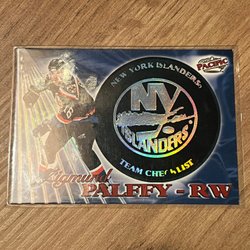 PACIFIC
NEW YORK ISLANDERS
NY
ISLANDERS
TEAM CHECKLIST
Zigmund
PALFFY - RW